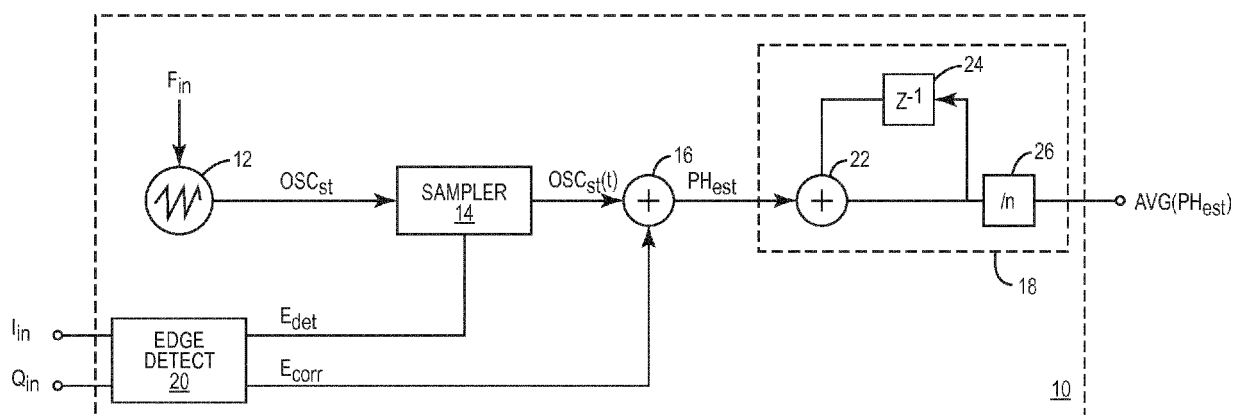 F_in
12
OSC_st
SAMPLER
14
OSC_st(t)
16
PH_est
22
Z^-1
24
26
/n
AVG(PH_est)
18
I_in
Q_in
EDGE
DETECT
20
E_det
E_corr
10